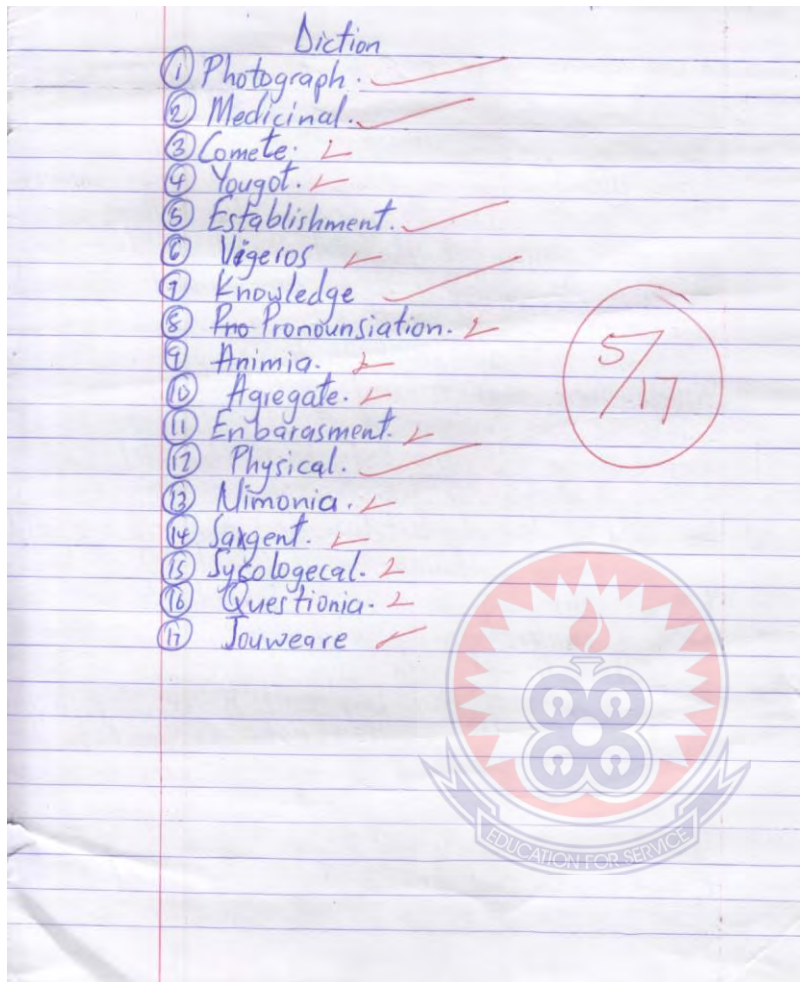 Diction
1 Photograph.
2 Medicinal.
3 Comete.
4 Yougot.
5 Establishment.
6 Vigeros
7 Knowledge
8 Pno Pronounsiation.
9 Animia.
10 Agregate.
11 Enbarasment.
12 Physical.
13 Nimonia.
14 Sargent.
15 Sycologecal.
16 Questionia.
17 Jouweare
5/17
EDUCATION FOR SERVICE